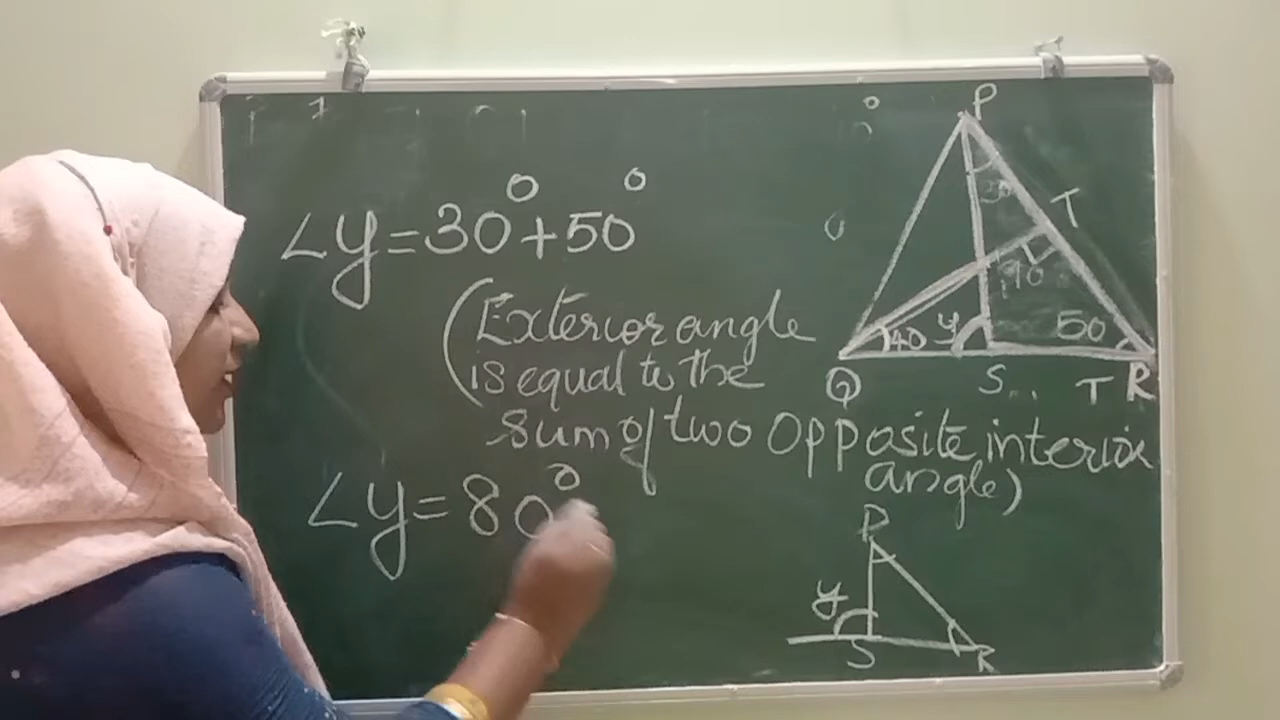 ∠y=30°+50°
(Exterior angle
is equal to the
sum of two opposite interior
angle)
∠y=80°
P
30
T
90
40
y
50
Q
S
T
R
P
y
S
R